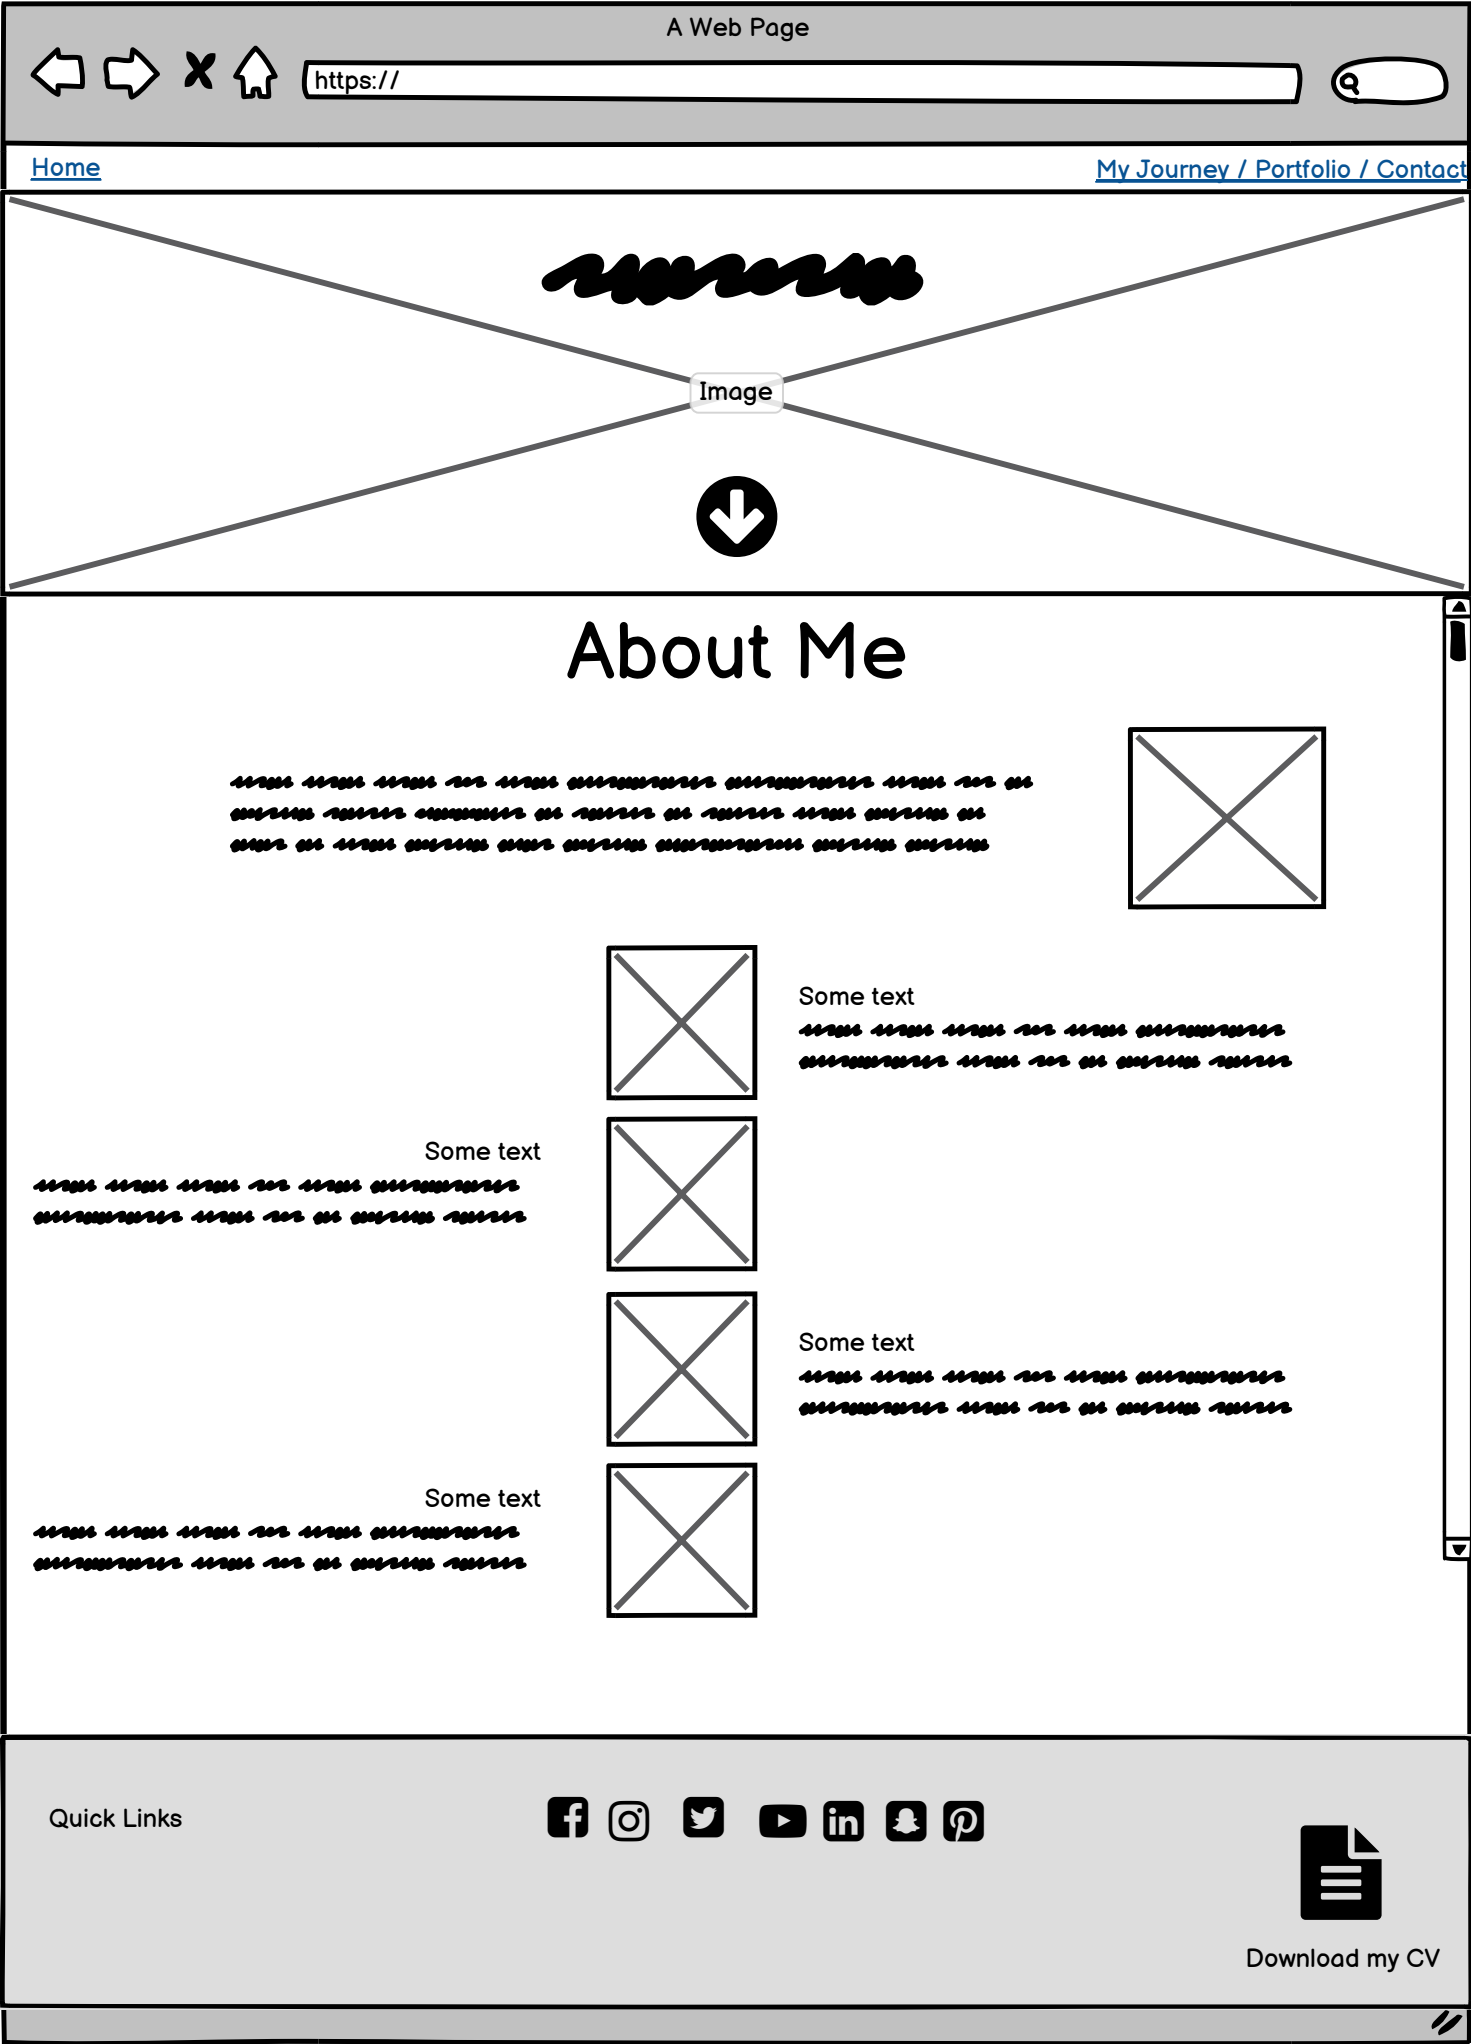 A Web Page
https://
Home
My Journey / Portfolio / Contact
Image
About Me
Some text
Some text
Some text
Some text
Quick Links
Download my CV